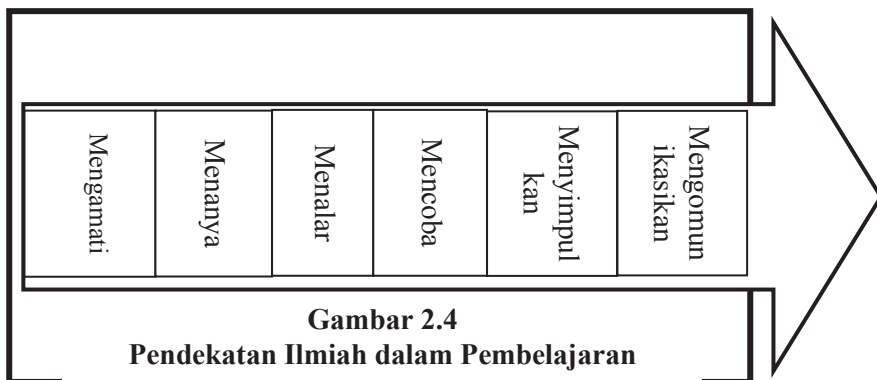 Mengamati
Menanya
Menalar
Mencoba
Menyimpul
kan
Mengomun
ikasikan
Gambar 2.4
Pendekatan Ilmiah dalam Pembelajaran